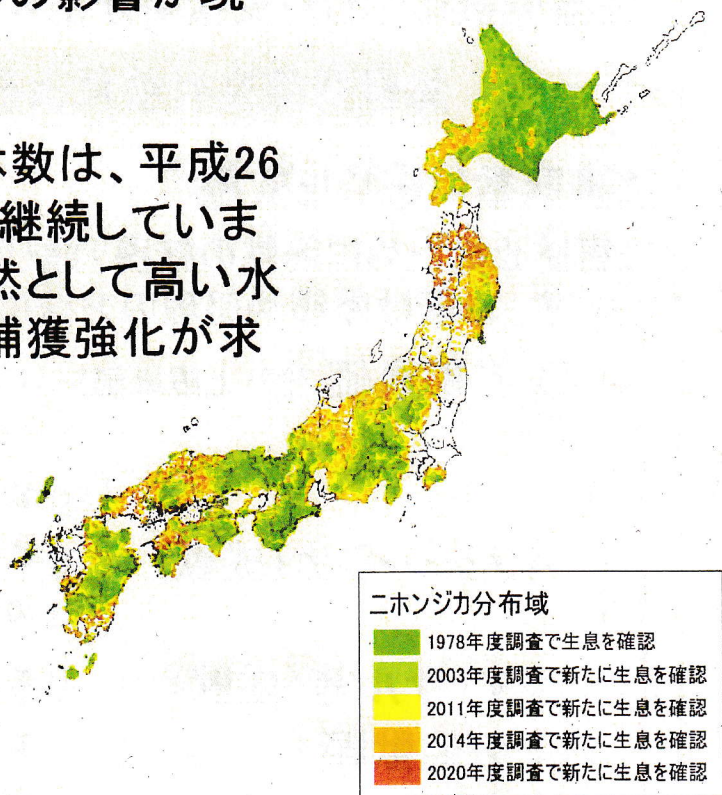 の影響が現
本数は、平成26
継続していま
然として高い水
捕獲強化が求
ニホンジカ分布域
1978年度調査で生息を確認
2003年度調査で新たに生息を確認
2011年度調査で新たに生息を確認
2014年度調査で新たに生息を確認
2020年度調査で新たに生息を確認